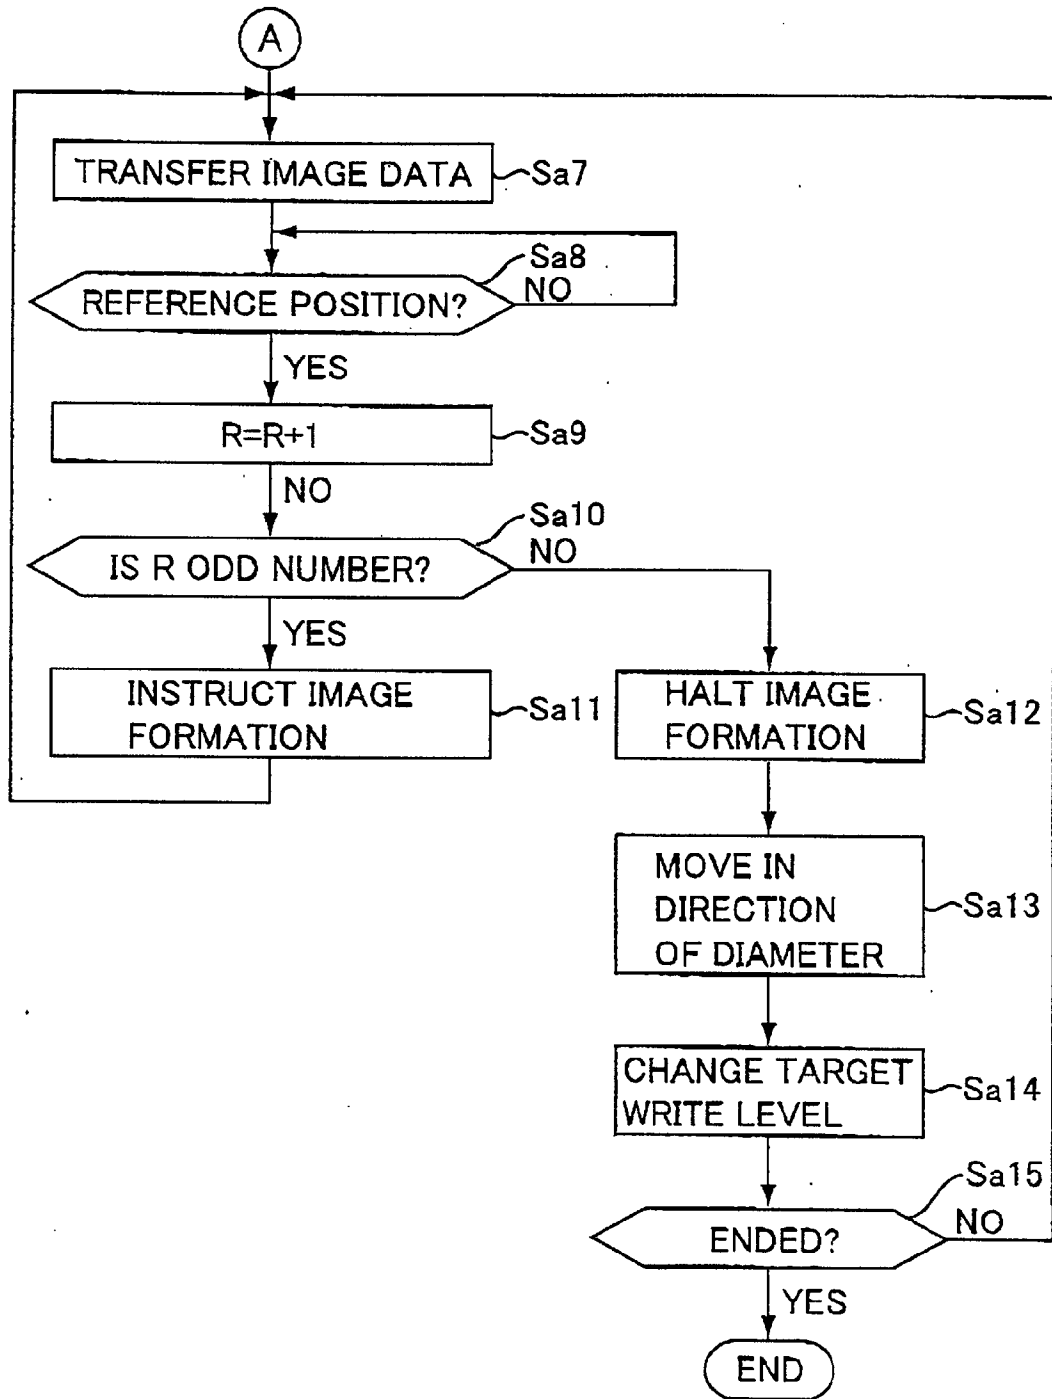 A
TRANSFER IMAGE DATA
Sa7
Sa8
REFERENCE POSITION?
NO
YES
R=R+1
Sa9
NO
Sa10
IS R ODD NUMBER?
NO
YES
INSTRUCT IMAGE
FORMATION
Sa11
HALT IMAGE
FORMATION
Sa12
MOVE IN
DIRECTION
OF DIAMETER
Sa13
CHANGE TARGET
WRITE LEVEL
Sa14
Sa15
ENDED?
NO
YES
END